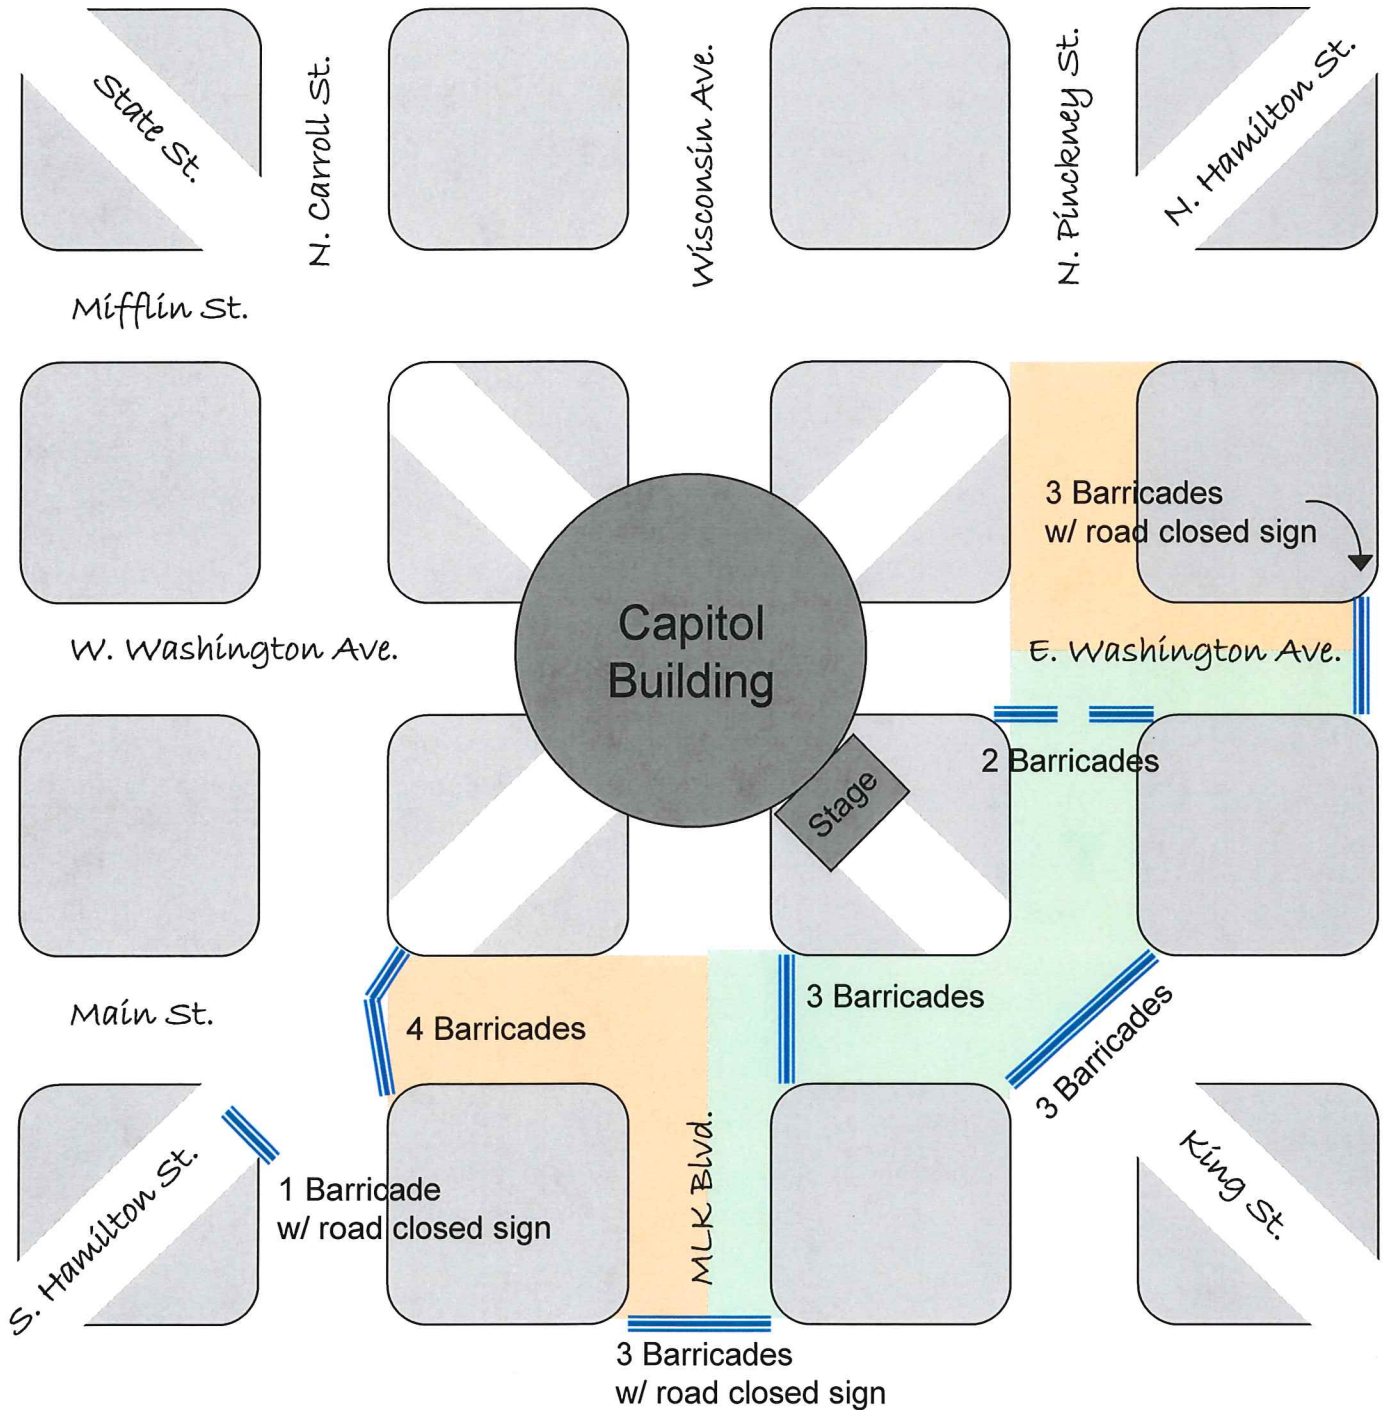 State St.
N. Carroll St.
Wisconsin Ave.
N. Pinckney St.
N. Hamilton St.
Mifflin St.
3 Barricades
w/ road closed sign
Capitol
Building
W. Washington Ave.
E. Washington Ave.
2 Barricades
Stage
Main St.
4 Barricades
3 Barricades
3 Barricades
S. Hamilton St.
1 Barricade
w/ road closed sign
MLK Blvd.
King St.
3 Barricades
w/ road closed sign